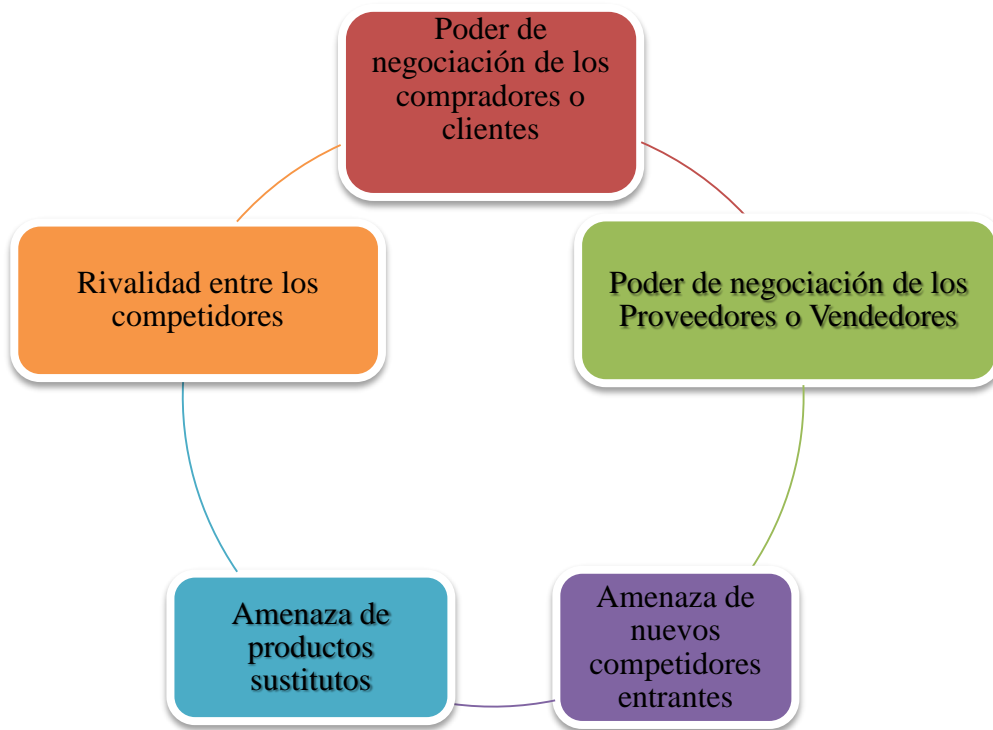 Poder de
negociación de los
compradores o
clientes
Rivalidad entre los
competidores
Poder de negociación de los
Proveedores o Vendedores
Amenaza de
productos
sustitutos
Amenaza de
nuevos
competidores
entrantes